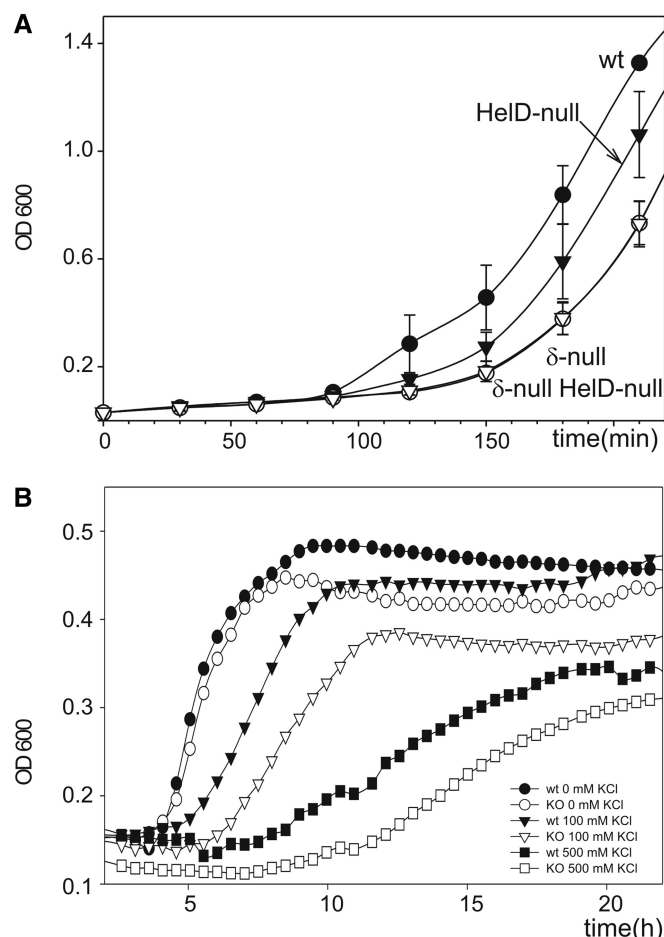 A
1.4
1.0
0.6
0.2
OD 600
wt
HelD-null
δ-null
δ-null HelD-null
0
50
100
150
time(min)
B
0.5
0.4
0.3
0.2
0.1
OD 600
wt 0 mM KCl
KO 0 mM KCl
wt 100 mM KCl
KO 100 mM KCl
wt 500 mM KCl
KO 500 mM KCl
5
10
15
20
time(h)